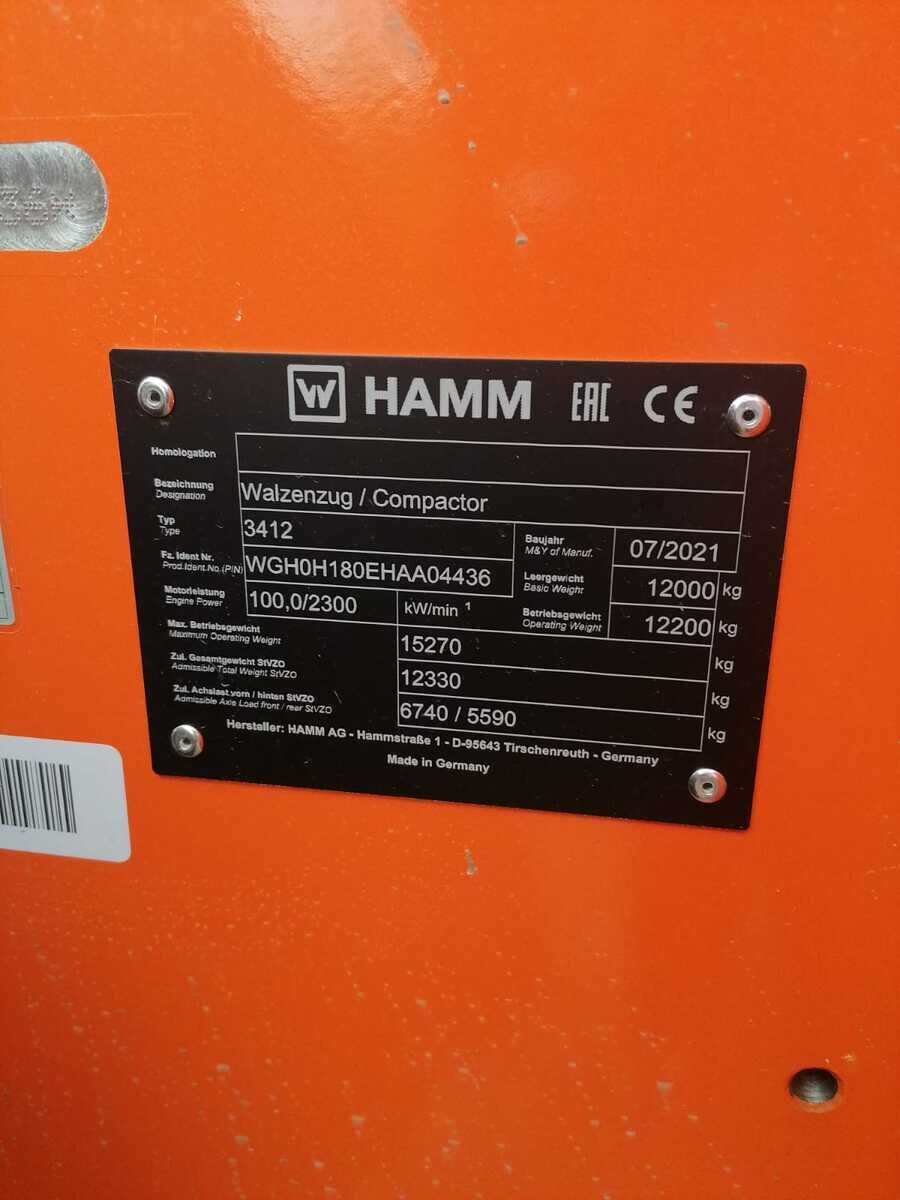 W HAMM EAC CE
Homologation
Bezeichnung
Designation
Walzenzug / Compactor
Typ
Type
3412
Baujahr
M&Y of Manuf.
07/2021
Fz. Ident Nr.
Prod.Ident.No.(PIN)
WGH0H180EHAA04436
Leergewicht
Basic Weight
12000 kg
Motorleistung
Engine Power
100,0/2300
kW/min ¹
Betriebsgewicht
Operating Weight
12200 kg
Max. Betriebsgewicht
Maximum Operating Weight
15270 kg
Zul. Gesamtgewicht StVZO
Admissible Total Weight StVZO
12330 kg
Zul. Achslast vorn / hinten StVZO
Admissible Axle Load front / rear StVZO
6740 / 5590 kg
Hersteller: HAMM AG - Hammstraße 1 - D-95643 Tirschenreuth - Germany
Made in Germany